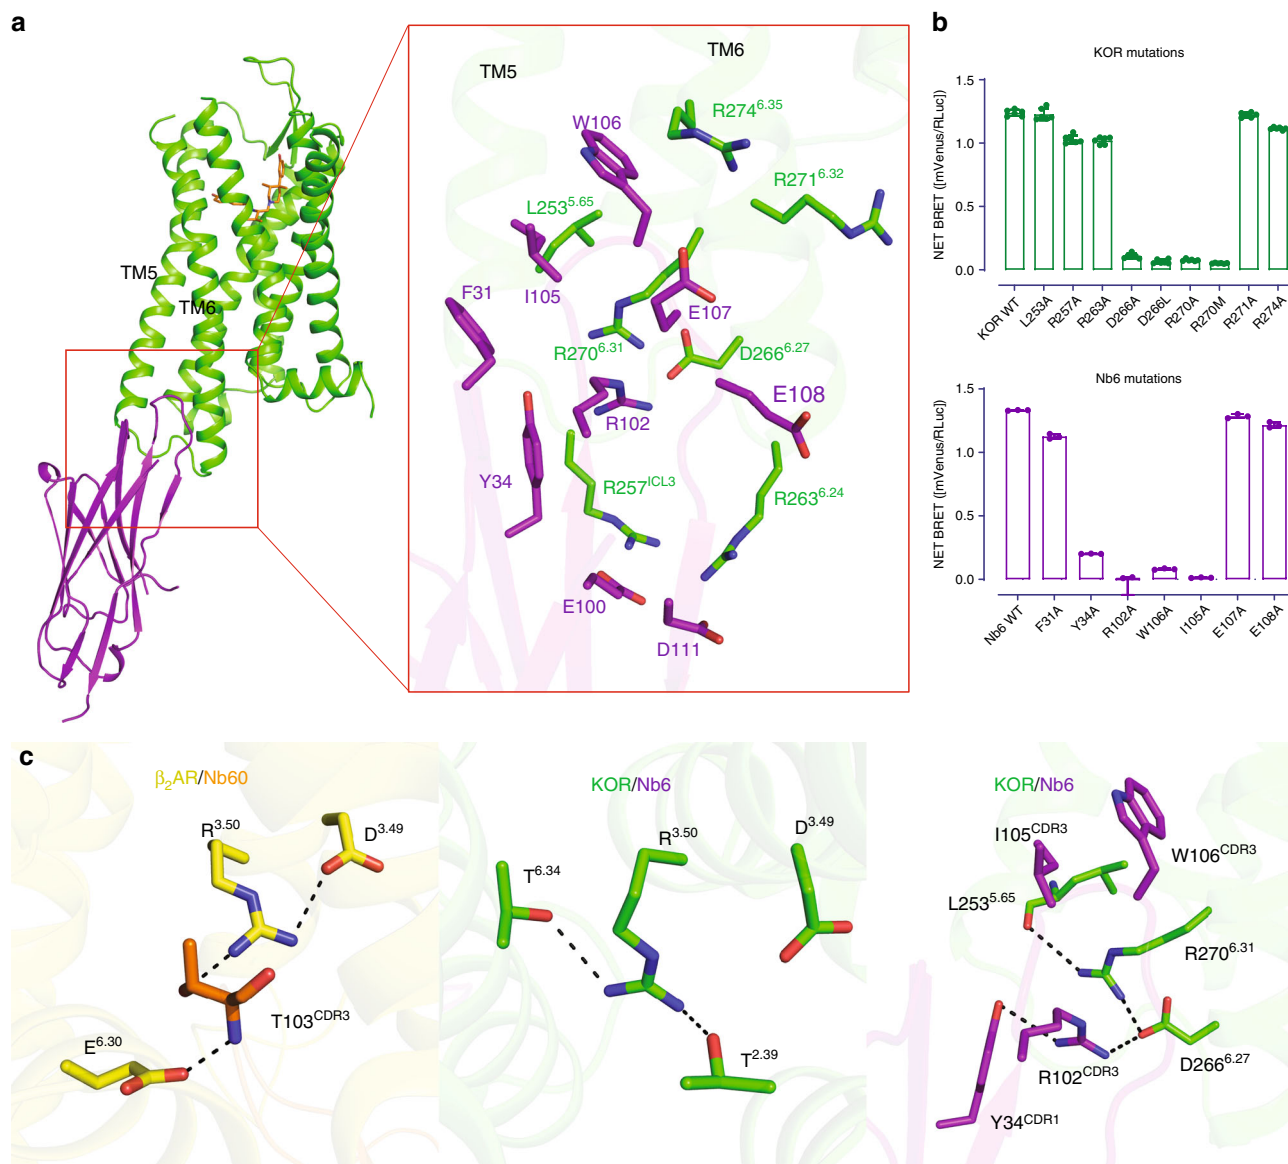 a
TM5
TM6
TM5
TM6
W106
R274^6.35
R271^6.32
L253^5.65
I105
F31
E107
R270^6.31
D266^6.27
E108
R102
Y34
R257^ICL3
R263^6.24
E100
D111
b
KOR mutations
NET BRET ([mVenus/RLuc])
1.5
1.0
0.5
0.0
KOR WT
L253A
R257A
R263A
D266A
D266L
R270A
R270M
R271A
R274A
Nb6 mutations
NET BRET ([mVenus/RLuc])
1.5
1.0
0.5
0.0
Nb6 WT
F31A
Y34A
R102A
W106A
I105A
E107A
E108A
c
β₂AR/Nb60
R^3.50
D^3.49
T103^CDR3
E^6.30
KOR/Nb6
R^3.50
D^3.49
T^6.34
T^2.39
KOR/Nb6
I105^CDR3
W106^CDR3
L253^5.65
R270^6.31
R102^CDR3
D266^6.27
Y34^CDR1